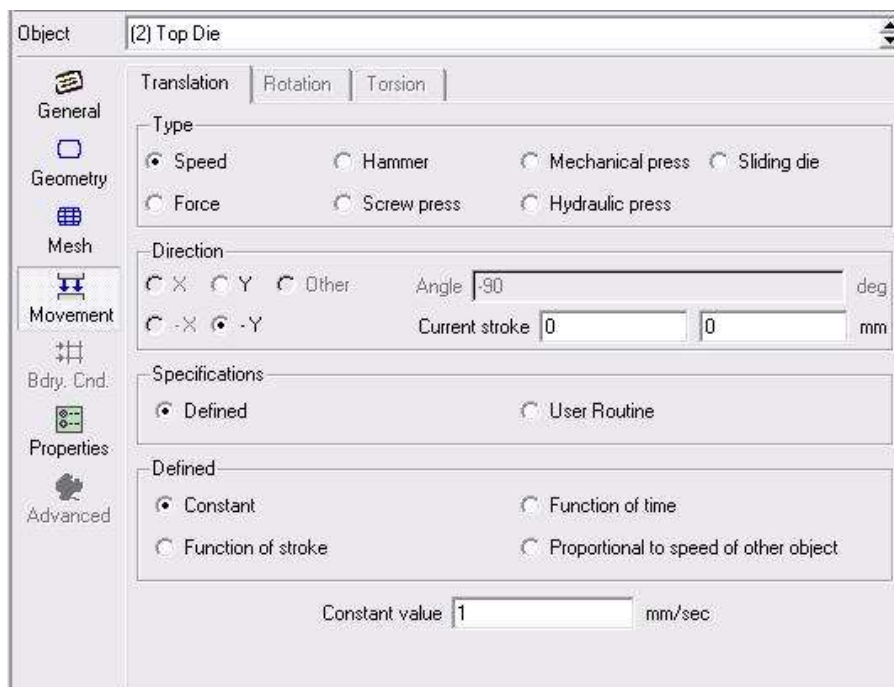 Object (2) Top Die
General
Geometry
Mesh
Movement
Bdry. Cnd.
Properties
Advanced
Translation Rotation Torsion
Type
Speed Hammer Mechanical press Sliding die
Force Screw press Hydraulic press
Direction
X Y Other Angle -90 deg
-X -Y Current stroke 0 0 mm
Specifications
Defined User Routine
Defined
Constant Function of time
Function of stroke Proportional to speed of other object
Constant value 1 mm/sec